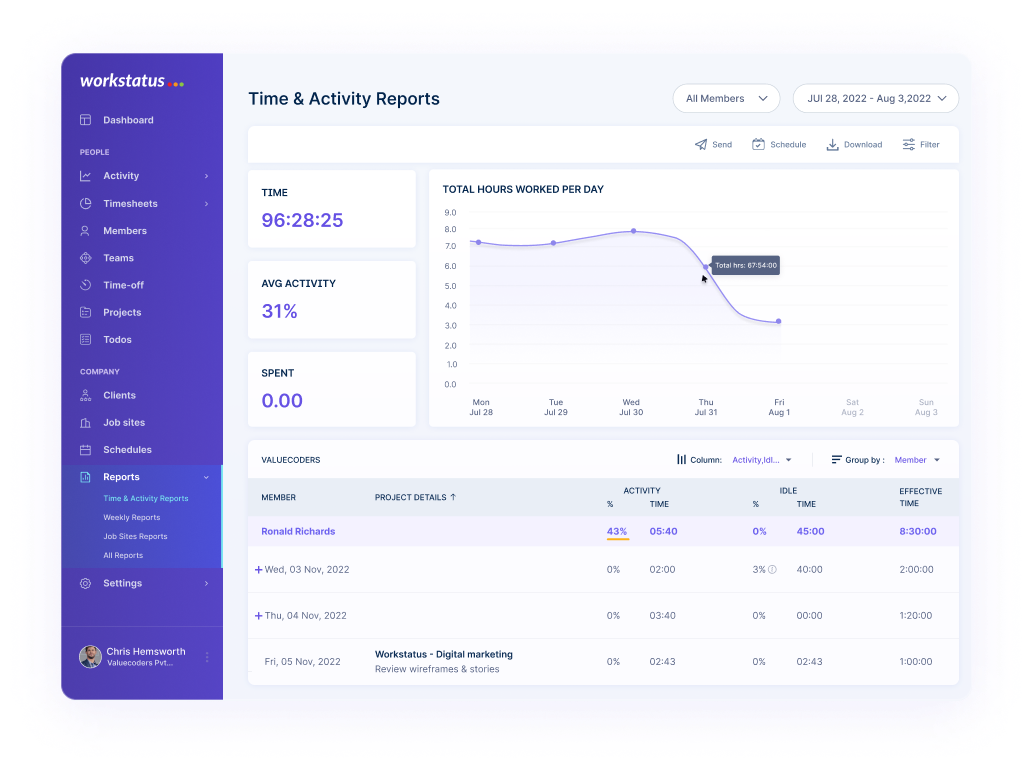 workstatus
Dashboard
PEOPLE
Activity
Timesheets
Members
Teams
Time-off
Projects
Todos
COMPANY
Clients
Job sites
Schedules
Reports
Time & Activity Reports
Weekly Reports
Job Sites Reports
All Reports
Settings
Chris Hemsworth
Valuecoders Pvt...
Time & Activity Reports
All Members
JUl 28, 2022 - Aug 3,2022
Send
Schedule
Download
Filter
TIME
96:28:25
AVG ACTIVITY
31%
SPENT
0.00
TOTAL HOURS WORKED PER DAY
9.0
8.0
7.0
6.0
5.0
4.0
3.0
2.0
1.0
0.0
Total hrs: 67:54:00
Mon Tue Wed Thu Fri Sat Sun
Jul 28 Jul 29 Jul 30 Jul 31 Aug 1 Aug 2 Aug 3
VALUECODERS
Column: Activity,Idl...
Group by : Member
MEMBER PROJECT DETAILS ↑ ACTIVITY IDLE EFFECTIVE
% TIME % TIME TIME
Ronald Richards 43% 05:40 0% 45:00 8:30:00
+ Wed, 03 Nov, 2022 0% 02:00 3% 40:00 2:00:00
+ Thu, 04 Nov, 2022 0% 03:40 0% 00:00 1:20:00
Workstatus - Digital marketing
Fri, 05 Nov, 2022 0% 02:43 0% 02:43 1:00:00
Review wireframes & stories